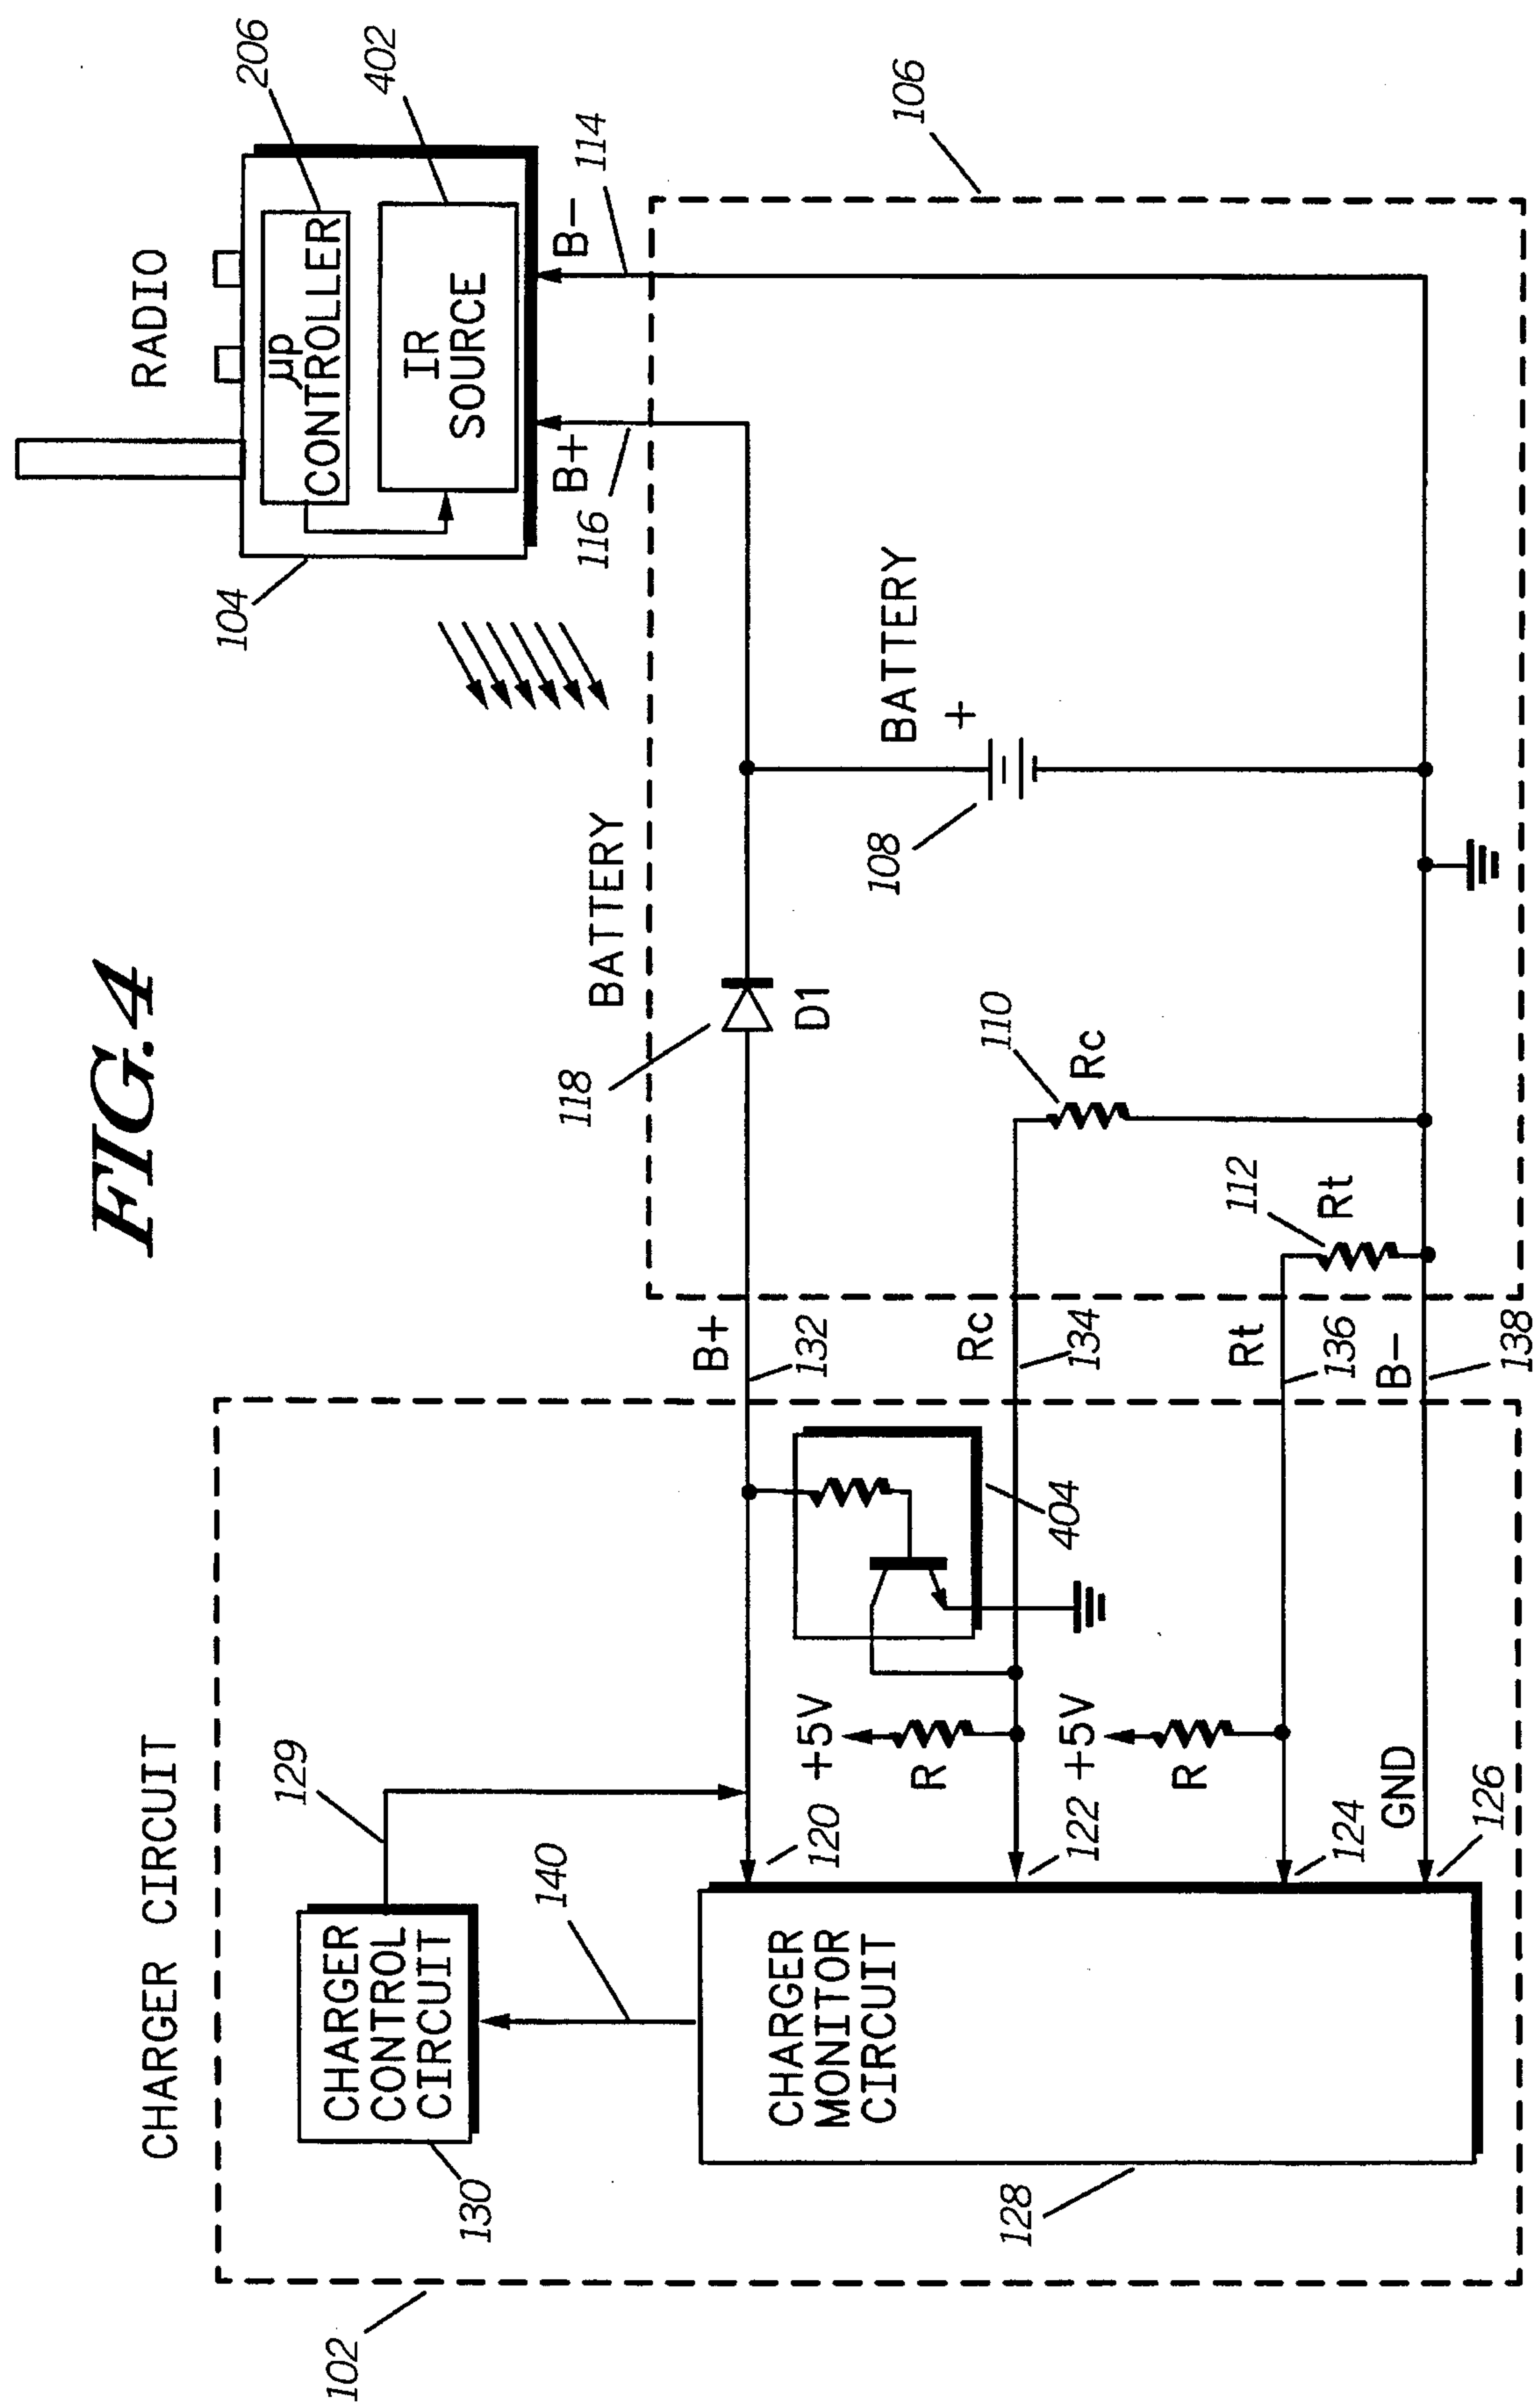 FIG.4
CHARGER CIRCUIT
102
130
CHARGER
CONTROL
CIRCUIT
129
140
128
CHARGER
MONITOR
CIRCUIT
120
+5V
R
122
+5V
R
124
GND
126
404
B+
132
Rc
134
Rt
136
B-
138
BATTERY
118
D1
110
Rc
112
Rt
108
BATTERY
+
106
RADIO
104
µp
CONTROLLER
206
IR
SOURCE
402
116
B+
B-
114